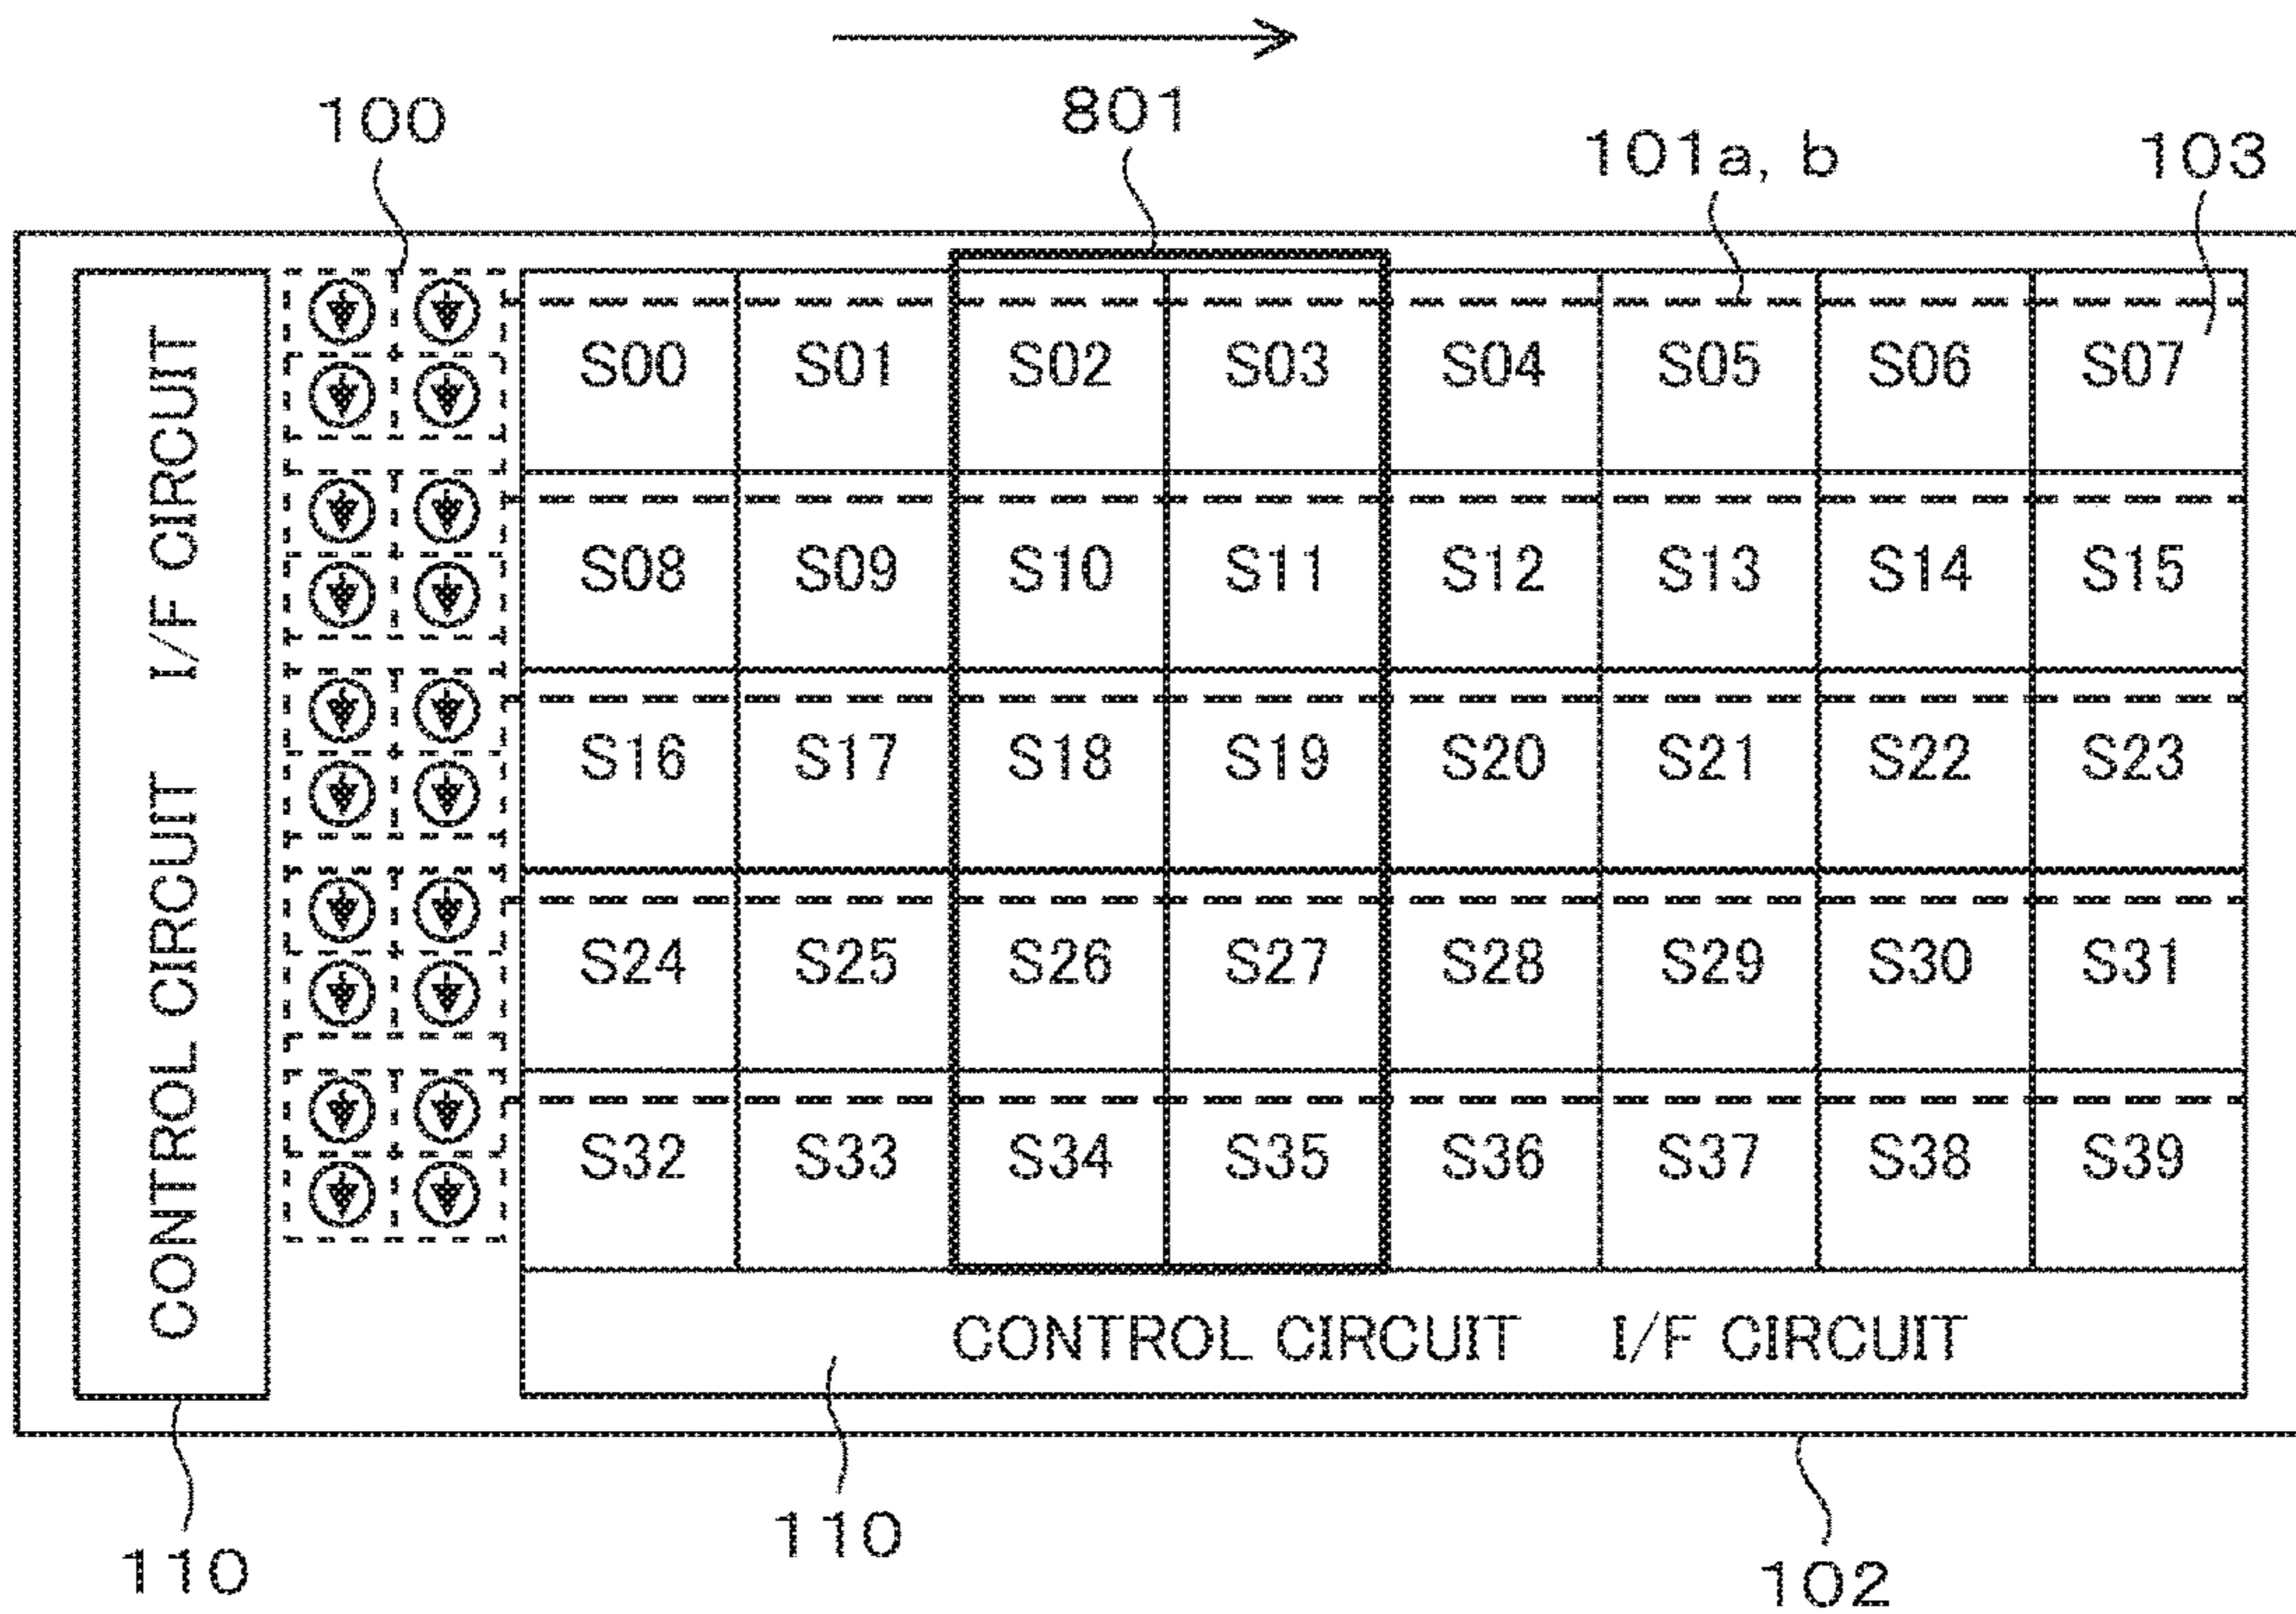 100
801
101a, b
103
CONTROL CIRCUIT I/F CIRCUIT
S00 S01 S02 S03 S04 S05 S06 S07
S08 S09 S10 S11 S12 S13 S14 S15
S16 S17 S18 S19 S20 S21 S22 S23
S24 S25 S26 S27 S28 S29 S30 S31
S32 S33 S34 S35 S36 S37 S38 S39
CONTROL CIRCUIT I/F CIRCUIT
110
110
102